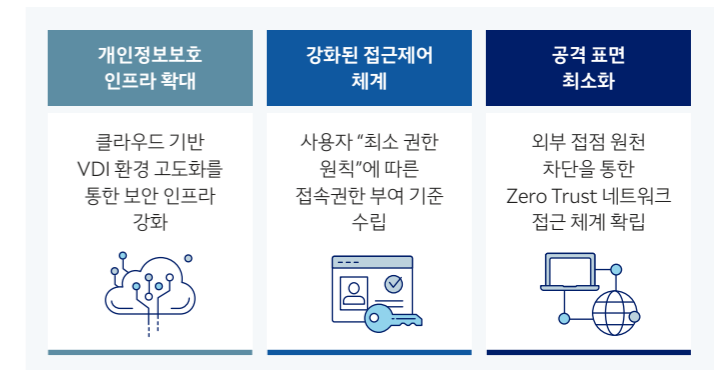 개인정보보호
인프라 확대
클라우드 기반
VDI 환경 고도화를
통한 보안 인프라
강화
강화된 접근제어
체계
사용자 “최소 권한
원칙”에 따른
접속권한 부여 기준
수립
공격 표면
최소화
외부 접점 원천
차단을 통한
Zero Trust 네트워크
접근 체계 확립